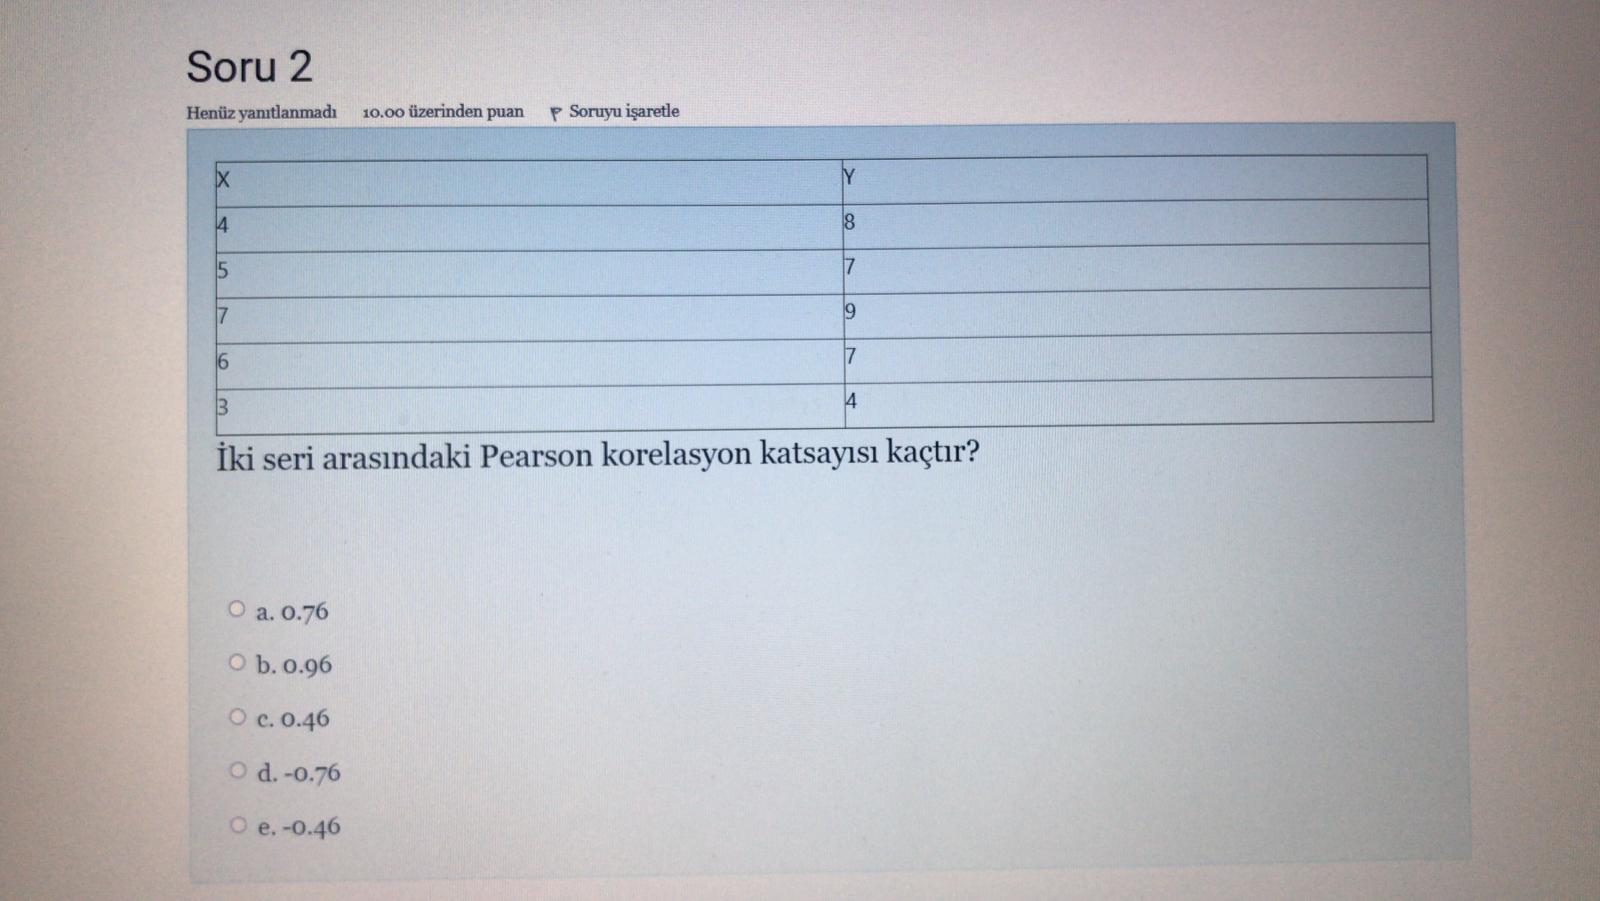 Soru 2
Henüz yanıtlanmadı 10.00 üzerinden puan Soruyu işaretle
X Y
4 8
5 7
7 9
6 7
3 4
İki seri arasındaki Pearson korelasyon katsayısı kaçtır?
a. 0.76
b. 0.96
c. 0.46
d. -0.76
e. -0.46